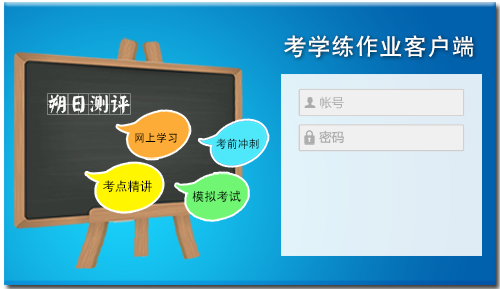 考学练作业客户端
朔日测评
网上学习
考前冲刺
考点精讲
模拟考试
帐号
密码